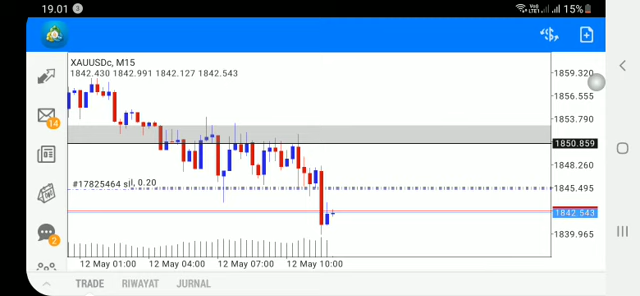 19.01
Vo)) LTE1
15%
XAUUSDc, M15
1842.430 1842.991 1842.127 1842.543
1859.320
1856.555
1853.790
1850.859
1848.260
#17825464 sll, 0.20
1845.495
1842.543
1839.965
14
2
12 May 01:00
12 May 04:00
12 May 07:00
12 May 10:00
TRADE
RIWAYAT
JURNAL